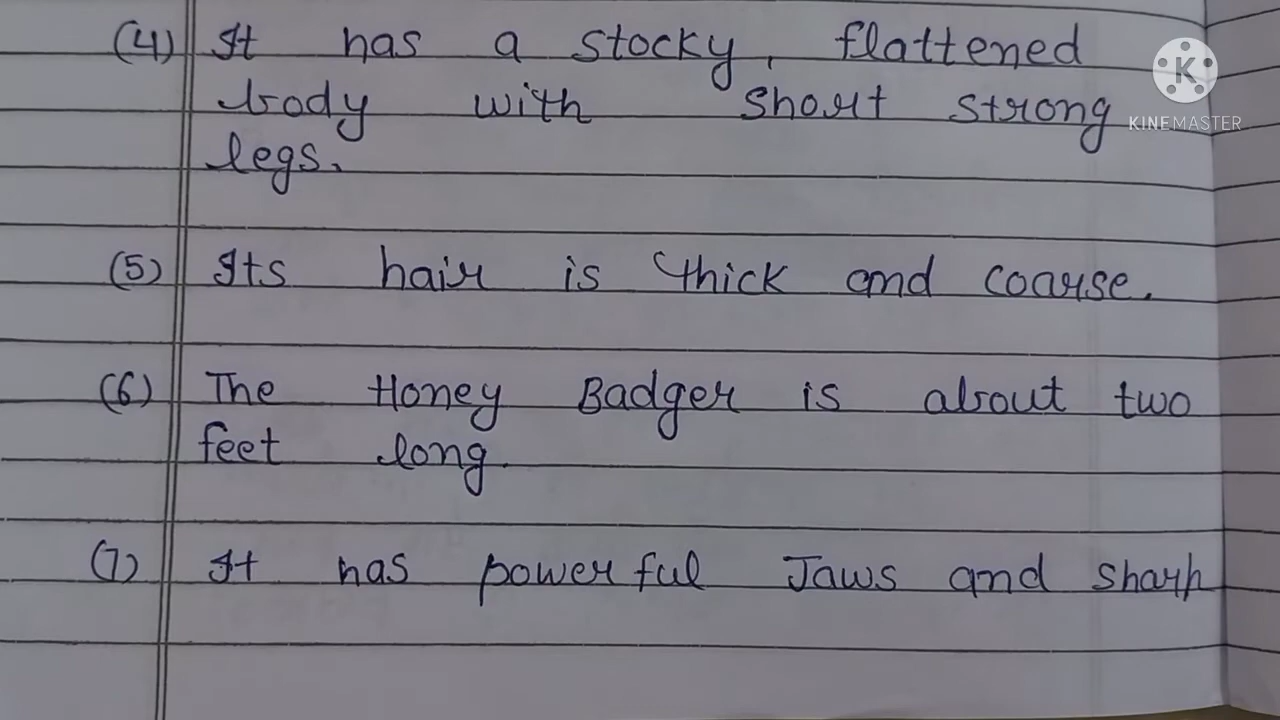 (4) It has a stocky, flattened
body with short strong
legs.
(5) Its hair is thick and coarse.
(6) The Honey Badger is about two
feet long.
(7) It has powerful Jaws and sharp
K
KINEMASTER